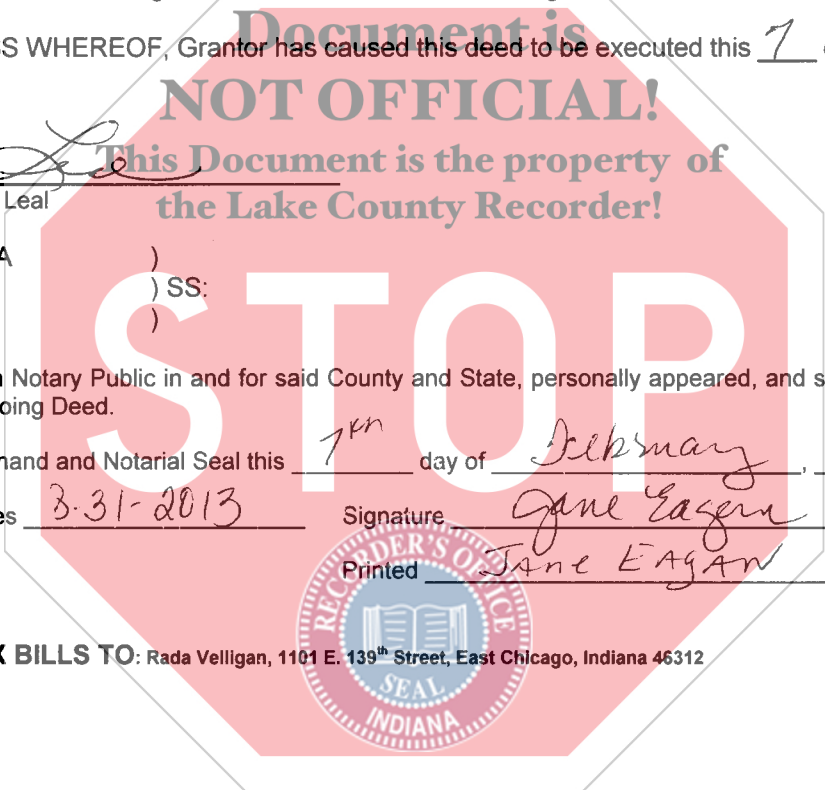 Document is
SS WHEREOF, Grantor has caused this deed to be executed this 7
NOT OFFICIAL!
This Document is the property of
Leal
the Lake County Recorder!
A )
) SS:
)
STOP
Notary Public in and for said County and State, personally appeared, and s
oing Deed.
hand and Notarial Seal this 7th day of February,
es 3-31-2013 Signature Jane Eagan
Printed JAne EAgAN
RECORDER'S OFFICE
X BILLS TO: Rada Velligan, 1101 E. 139th Street, East Chicago, Indiana 46312
SEAL
INDIANA